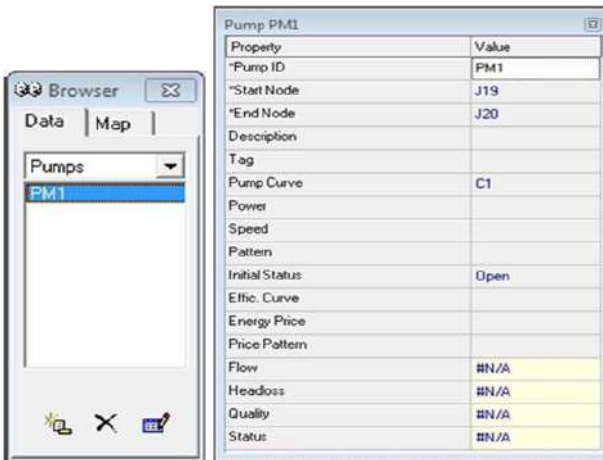 Browser
Data Map
Pumps
PM1
Pump PM1
Property Value
*Pump ID PM1
*Start Node J19
*End Node J20
Description
Tag
Pump Curve C1
Power
Speed
Pattern
Initial Status Open
Effic. Curve
Energy Price
Price Pattern
Flow #N/A
Headloss #N/A
Quality #N/A
Status #N/A